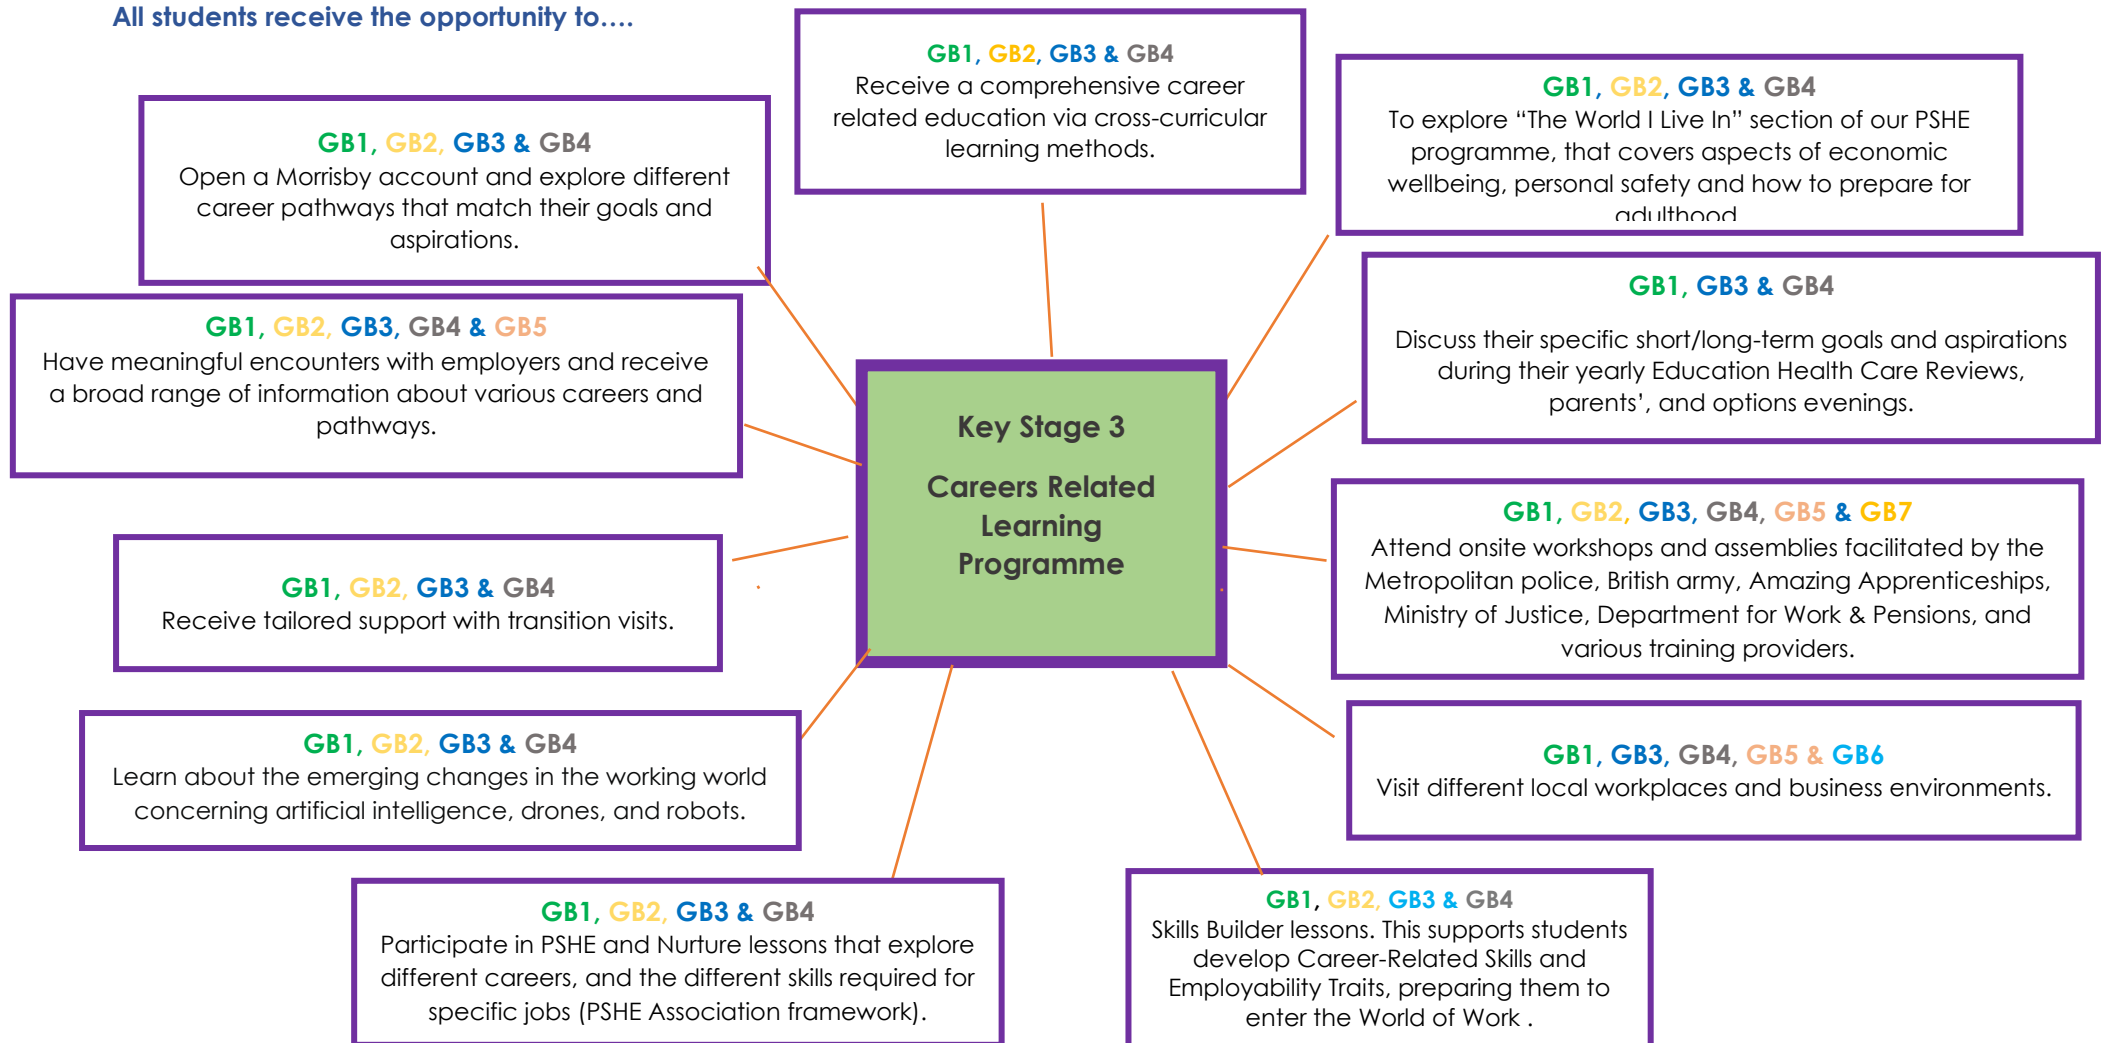 All students receive the opportunity to....
GB1, GB2, GB3 & GB4
Receive a comprehensive career
related education via cross-curricular
learning methods.
GB1, GB2, GB3 & GB4
To explore “The World I Live In” section of our PSHE
programme, that covers aspects of economic
wellbeing, personal safety and how to prepare for
adulthood
GB1, GB2, GB3 & GB4
Open a Morrisby account and explore different
career pathways that match their goals and
aspirations.
GB1, GB3 & GB4
Discuss their specific short/long-term goals and aspirations
during their yearly Education Health Care Reviews,
parents’, and options evenings.
GB1, GB2, GB3, GB4 & GB5
Have meaningful encounters with employers and receive
a broad range of information about various careers and
pathways.
Key Stage 3
Careers Related
Learning
Programme
GB1, GB2, GB3, GB4, GB5 & GB7
Attend onsite workshops and assemblies facilitated by the
Metropolitan police, British army, Amazing Apprenticeships,
Ministry of Justice, Department for Work & Pensions, and
various training providers.
GB1, GB2, GB3 & GB4
Receive tailored support with transition visits.
GB1, GB2, GB3 & GB4
Learn about the emerging changes in the working world
concerning artificial intelligence, drones, and robots.
GB1, GB3, GB4, GB5 & GB6
Visit different local workplaces and business environments.
GB1, GB2, GB3 & GB4
Participate in PSHE and Nurture lessons that explore
different careers, and the different skills required for
specific jobs (PSHE Association framework).
GB1, GB2, GB3 & GB4
Skills Builder lessons. This supports students
develop Career-Related Skills and
Employability Traits, preparing them to
enter the World of Work .